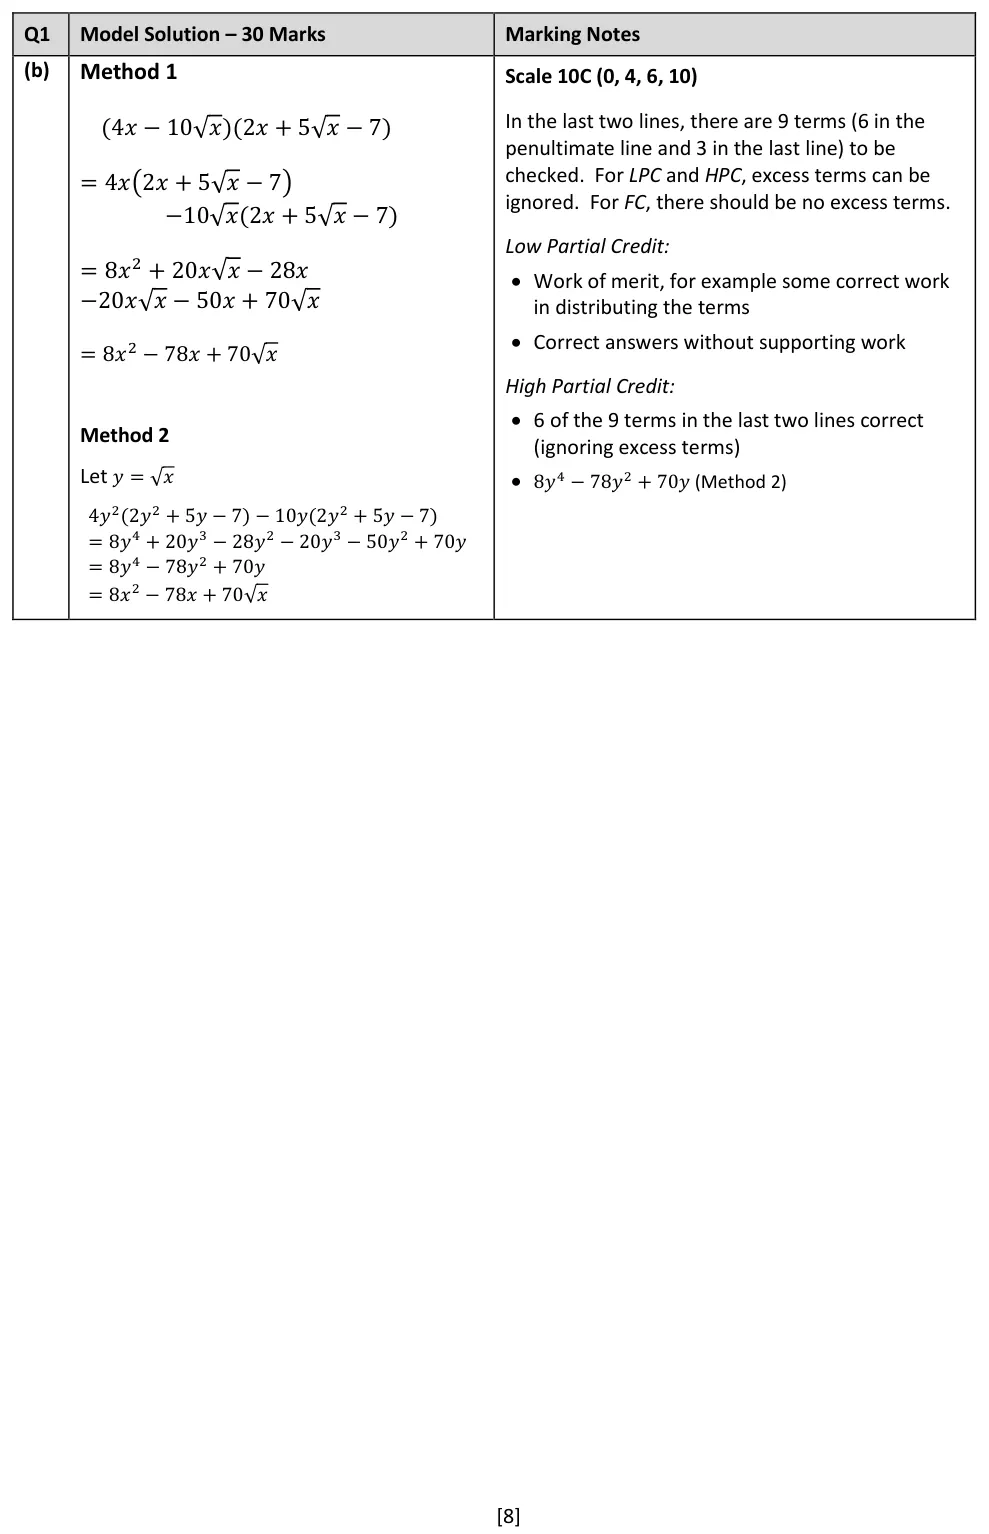 Q1 Model Solution – 30 Marks Marking Notes
(b) Method 1
(4x − 10√x)(2x + 5√x − 7)
= 4x(2x + 5√x − 7)
−10√x(2x + 5√x − 7)
= 8x² + 20x√x − 28x
−20x√x − 50x + 70√x
= 8x² − 78x + 70√x
Method 2
Let y = √x
4y²(2y² + 5y − 7) − 10y(2y² + 5y − 7)
= 8y⁴ + 20y³ − 28y² − 20y³ − 50y² + 70y
= 8y⁴ − 78y² + 70y
= 8x² − 78x + 70√x
Scale 10C (0, 4, 6, 10)
In the last two lines, there are 9 terms (6 in the
penultimate line and 3 in the last line) to be
checked. For LPC and HPC, excess terms can be
ignored. For FC, there should be no excess terms.
Low Partial Credit:
• Work of merit, for example some correct work
in distributing the terms
• Correct answers without supporting work
High Partial Credit:
• 6 of the 9 terms in the last two lines correct
(ignoring excess terms)
• 8y⁴ − 78y² + 70y (Method 2)
[8]